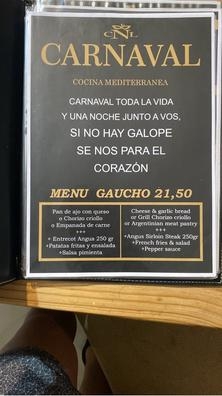 CNL
CARNAVAL
COCINA MEDITERRANEA
CARNAVAL TODA LA VIDA
Y UNA NOCHE JUNTO A VOS,
SI NO HAY GALOPE
SE NOS PARA EL
CORAZÓN
MENU GAUCHO 21,50
Pan de ajo con queso
o Chorizo criollo
o Empanada de carne
+++
+ Entrecot Angus 250 gr
+Patatas fritas y ensalada
+Salsa pimienta
Cheese & garlic bread
or Grill Chorizo criollo
or Argentinian meat pastry
+++
+Angus Sirloin Steak 250gr
+French fries & salad
+Pepper sauce